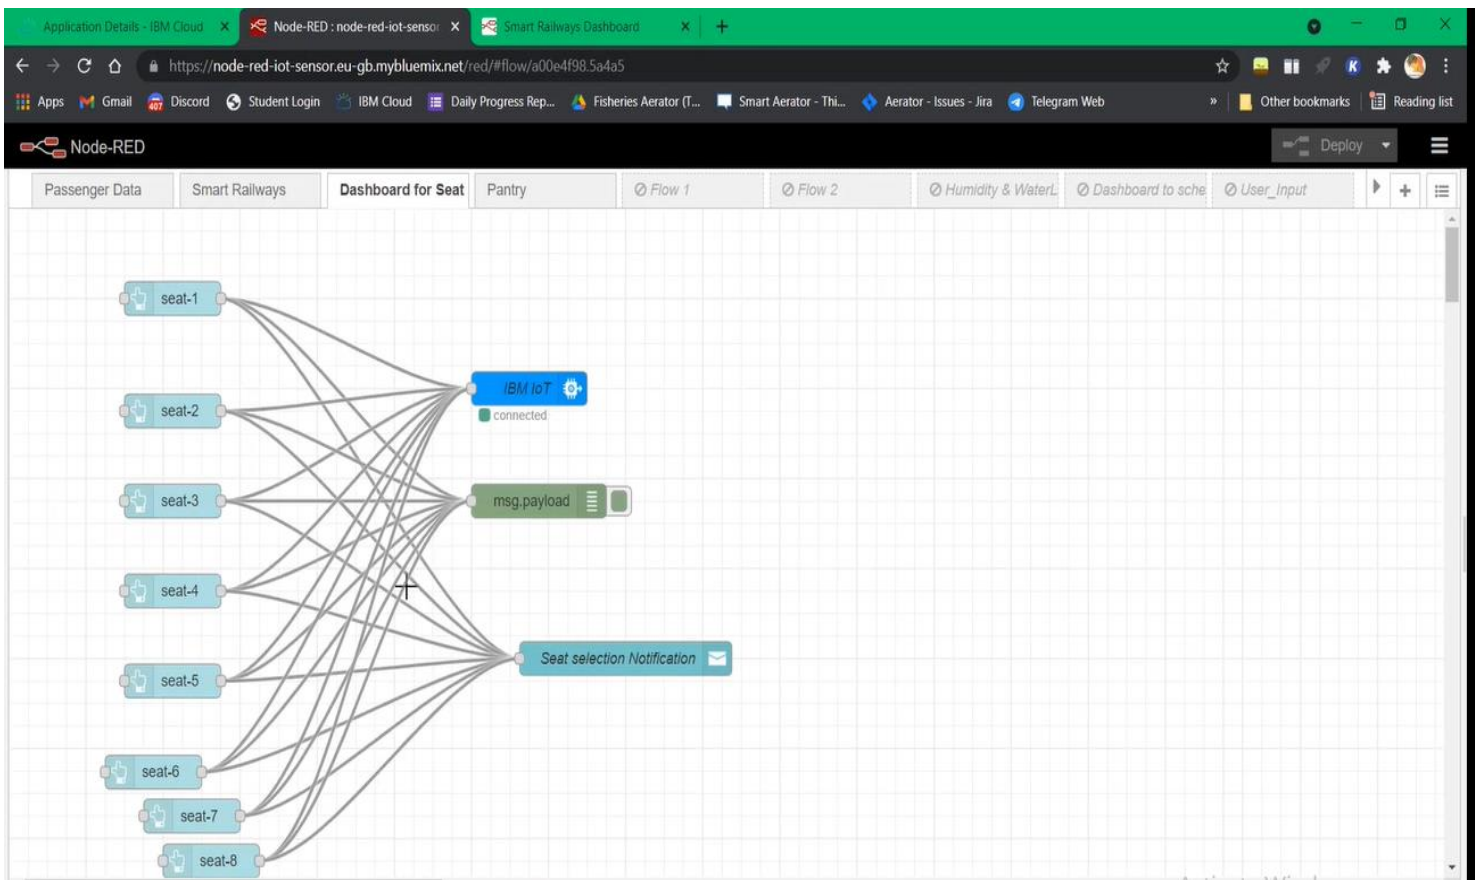 Application Details - IBM Cloud
Node-RED : node-red-iot-sensor
Smart Railways Dashboard
https://node-red-iot-sensor.eu-gb.mybluemix.net/red/#flow/a00e4f98.5a4a5
K
Apps
Gmail
407
Discord
Student Login
IBM Cloud
Daily Progress Rep...
Fisheries Aerator (T...
Smart Aerator - Thi...
Aerator - Issues - Jira
Telegram Web
»
Other bookmarks
Reading list
Node-RED
Deploy
Passenger Data
Smart Railways
Dashboard for Seat
Pantry
Flow 1
Flow 2
Humidity & WaterL
Dashboard to sche
User_Input
seat-1
IBM IoT
connected
seat-2
seat-3
msg.payload
seat-4
Seat selection Notification
seat-5
seat-6
seat-7
seat-8